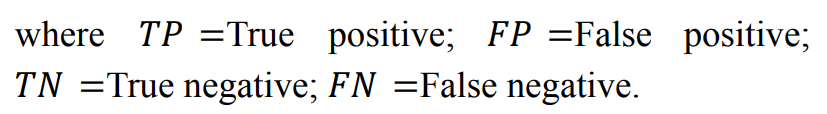 where TP =True positive; FP =False positive;
TN =True negative; FN =False negative.